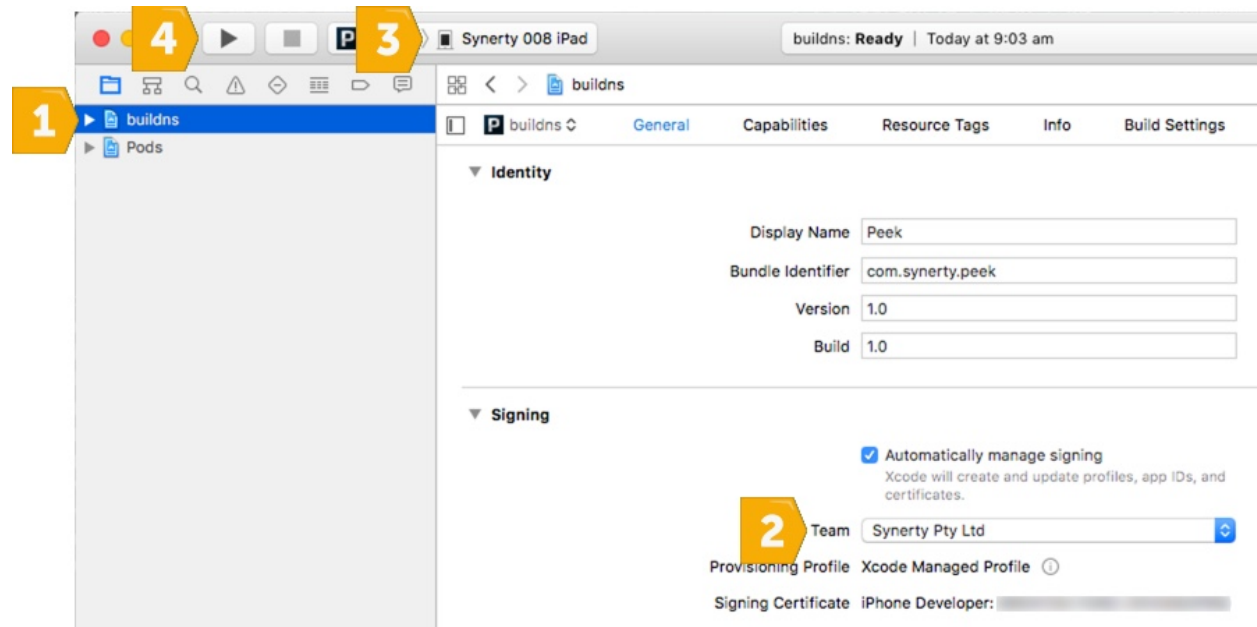 4
P
3
Synerty 008 iPad
buildns: Ready | Today at 9:03 am
buildns
1
buildns
Pods
P buildns
General
Capabilities
Resource Tags
Info
Build Settings
Identity
Display Name Peek
Bundle Identifier com.synerty.peek
Version 1.0
Build 1.0
Signing
Automatically manage signing
Xcode will create and update profiles, app IDs, and
certificates.
2
Team Synerty Pty Ltd
Provisioning Profile Xcode Managed Profile
Signing Certificate iPhone Developer: